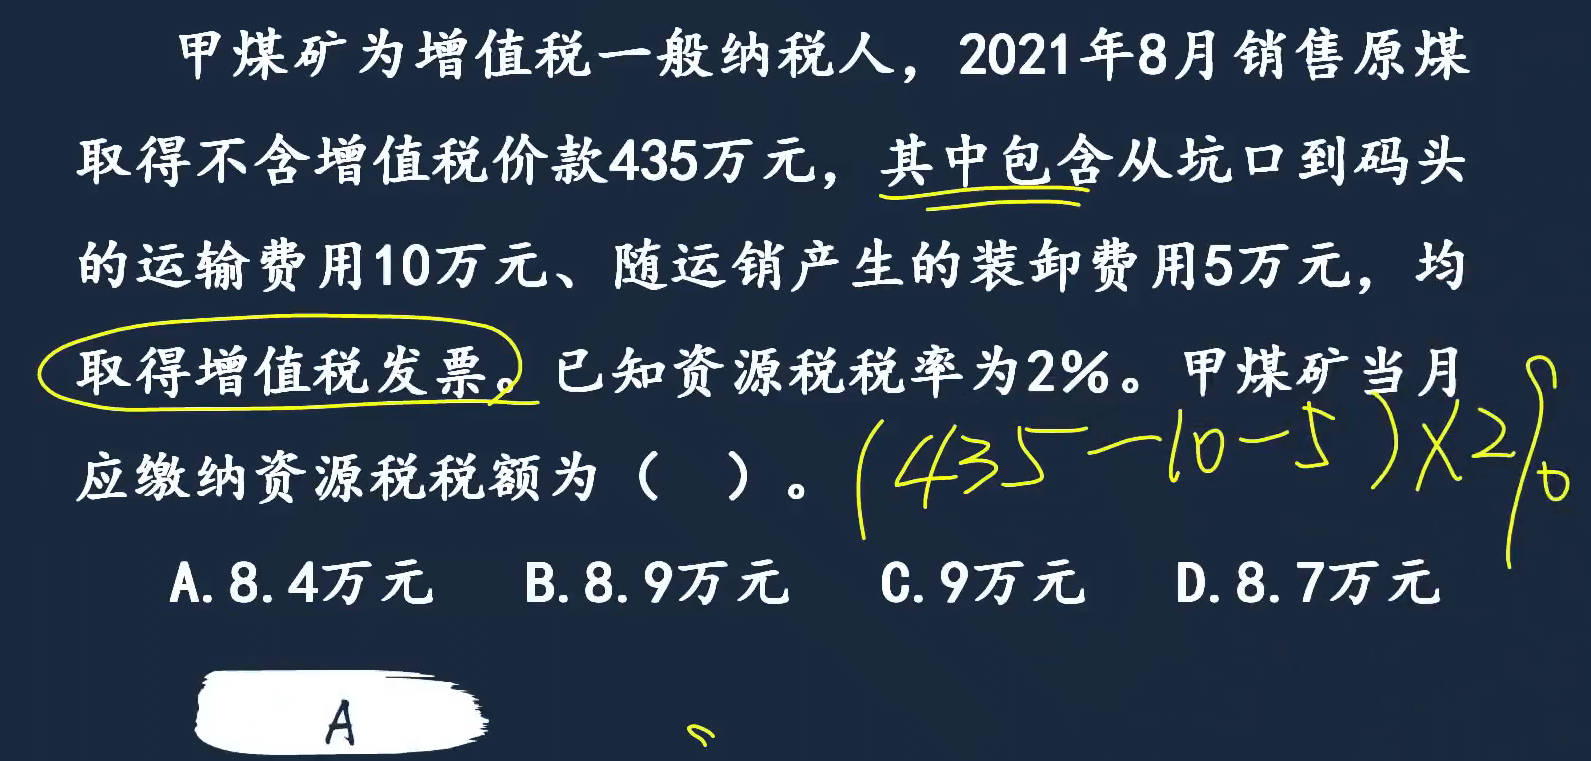 甲煤矿为增值税一般纳税人，2021年8月销售原煤
取得不含增值税价款435万元，其中包含从坑口到码头
的运输费用10万元、随运销产生的装卸费用5万元，均
取得增值税发票。已知资源税税率为2%。甲煤矿当月
应缴纳资源税税额为（ ）。
(435-10-5)×2%
A.8.4万元 B.8.9万元 C.9万元 D.8.7万元
A